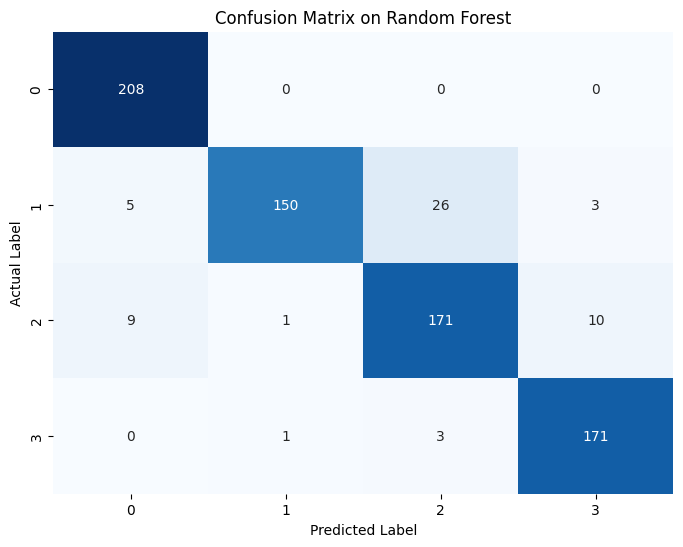 Confusion Matrix on Random Forest
Actual Label
0 208 0 0 0
1 5 150 26 3
2 9 1 171 10
3 0 1 3 171
0 1 2 3
Predicted Label